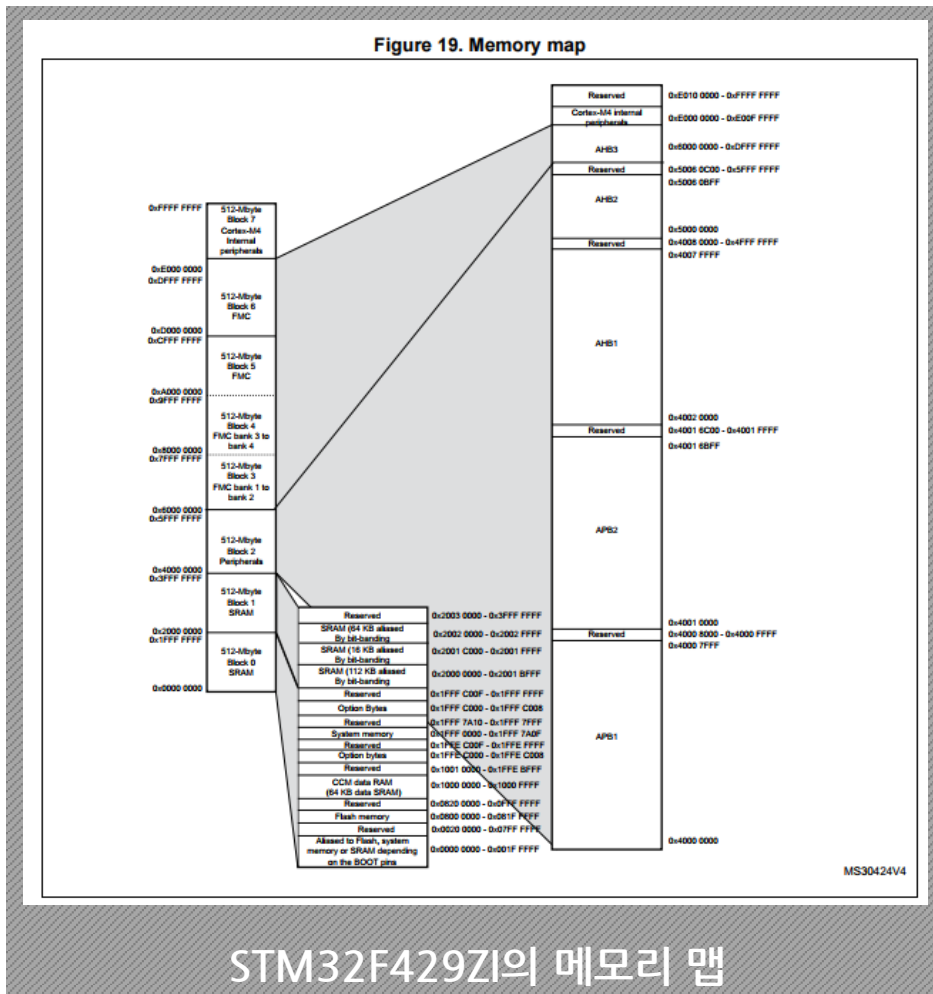 Figure 19. Memory map
0xFFFF FFFF
512-Mbyte
Block 7
Cortex-M4
Internal
peripherals
0xE000 0000
0xDFFF FFFF
512-Mbyte
Block 6
FMC
0xD000 0000
0xCFFF FFFF
512-Mbyte
Block 5
FMC
0xA000 0000
0x9FFF FFFF
512-Mbyte
Block 4
FMC bank 3 to
bank 4
0x8000 0000
0x7FFF FFFF
512-Mbyte
Block 3
FMC bank 1 to
bank 2
0x6000 0000
0x5FFF FFFF
512-Mbyte
Block 2
Peripherals
0x4000 0000
0x3FFF FFFF
512-Mbyte
Block 1
SRAM
0x2000 0000
0x1FFF FFFF
512-Mbyte
Block 0
SRAM
0x0000 0000
Reserved 0x2003 0000 - 0x3FFF FFFF
SRAM (64 KB aliased
By bit-banding 0x2002 0000 - 0x2002 FFFF
SRAM (16 KB aliased
By bit-banding 0x2001 C000 - 0x2001 FFFF
SRAM (112 KB aliased
By bit-banding 0x2000 0000 - 0x2001 BFFF
Reserved 0x1FFF C00F - 0x1FFF FFFF
Option Bytes 0x1FFF C000 - 0x1FFF C008
Reserved 0x1FFF 7A10 - 0x1FFF 7FFF
System memory 0x1FFF 0000 - 0x1FFF 7A0F
Reserved 0x1FFE C00F - 0x1FFE FFFF
Option bytes 0x1FFE C000 - 0x1FFE C008
Reserved 0x1001 0000 - 0x1FFE BFFF
CCM data RAM
(64 KB data SRAM) 0x1000 0000 - 0x1000 FFFF
Reserved 0x0820 0000 - 0x0FFF FFFF
Flash memory 0x0800 0000 - 0x081F FFFF
Reserved 0x0020 0000 - 0x07FF FFFF
Aliased to Flash, system
memory or SRAM depending
on the BOOT pins 0x0000 0000 - 0x001F FFFF
Reserved 0xE010 0000 - 0xFFFF FFFF
Cortex-M4 internal
peripherals 0xE000 0000 - 0xE00F FFFF
AHB3 0x6000 0000 - 0xDFFF FFFF
Reserved 0x5006 0C00 - 0x5FFF FFFF
0x5006 0BFF
AHB2
0x5000 0000
Reserved 0x4008 0000 - 0x4FFF FFFF
0x4007 FFFF
AHB1
0x4002 0000
Reserved 0x4001 6C00 - 0x4001 FFFF
0x4001 6BFF
APB2
0x4001 0000
Reserved 0x4000 8000 - 0x4000 FFFF
0x4000 7FFF
APB1
0x4000 0000
MS30424V4
STM32F429ZI의 메모리 맵